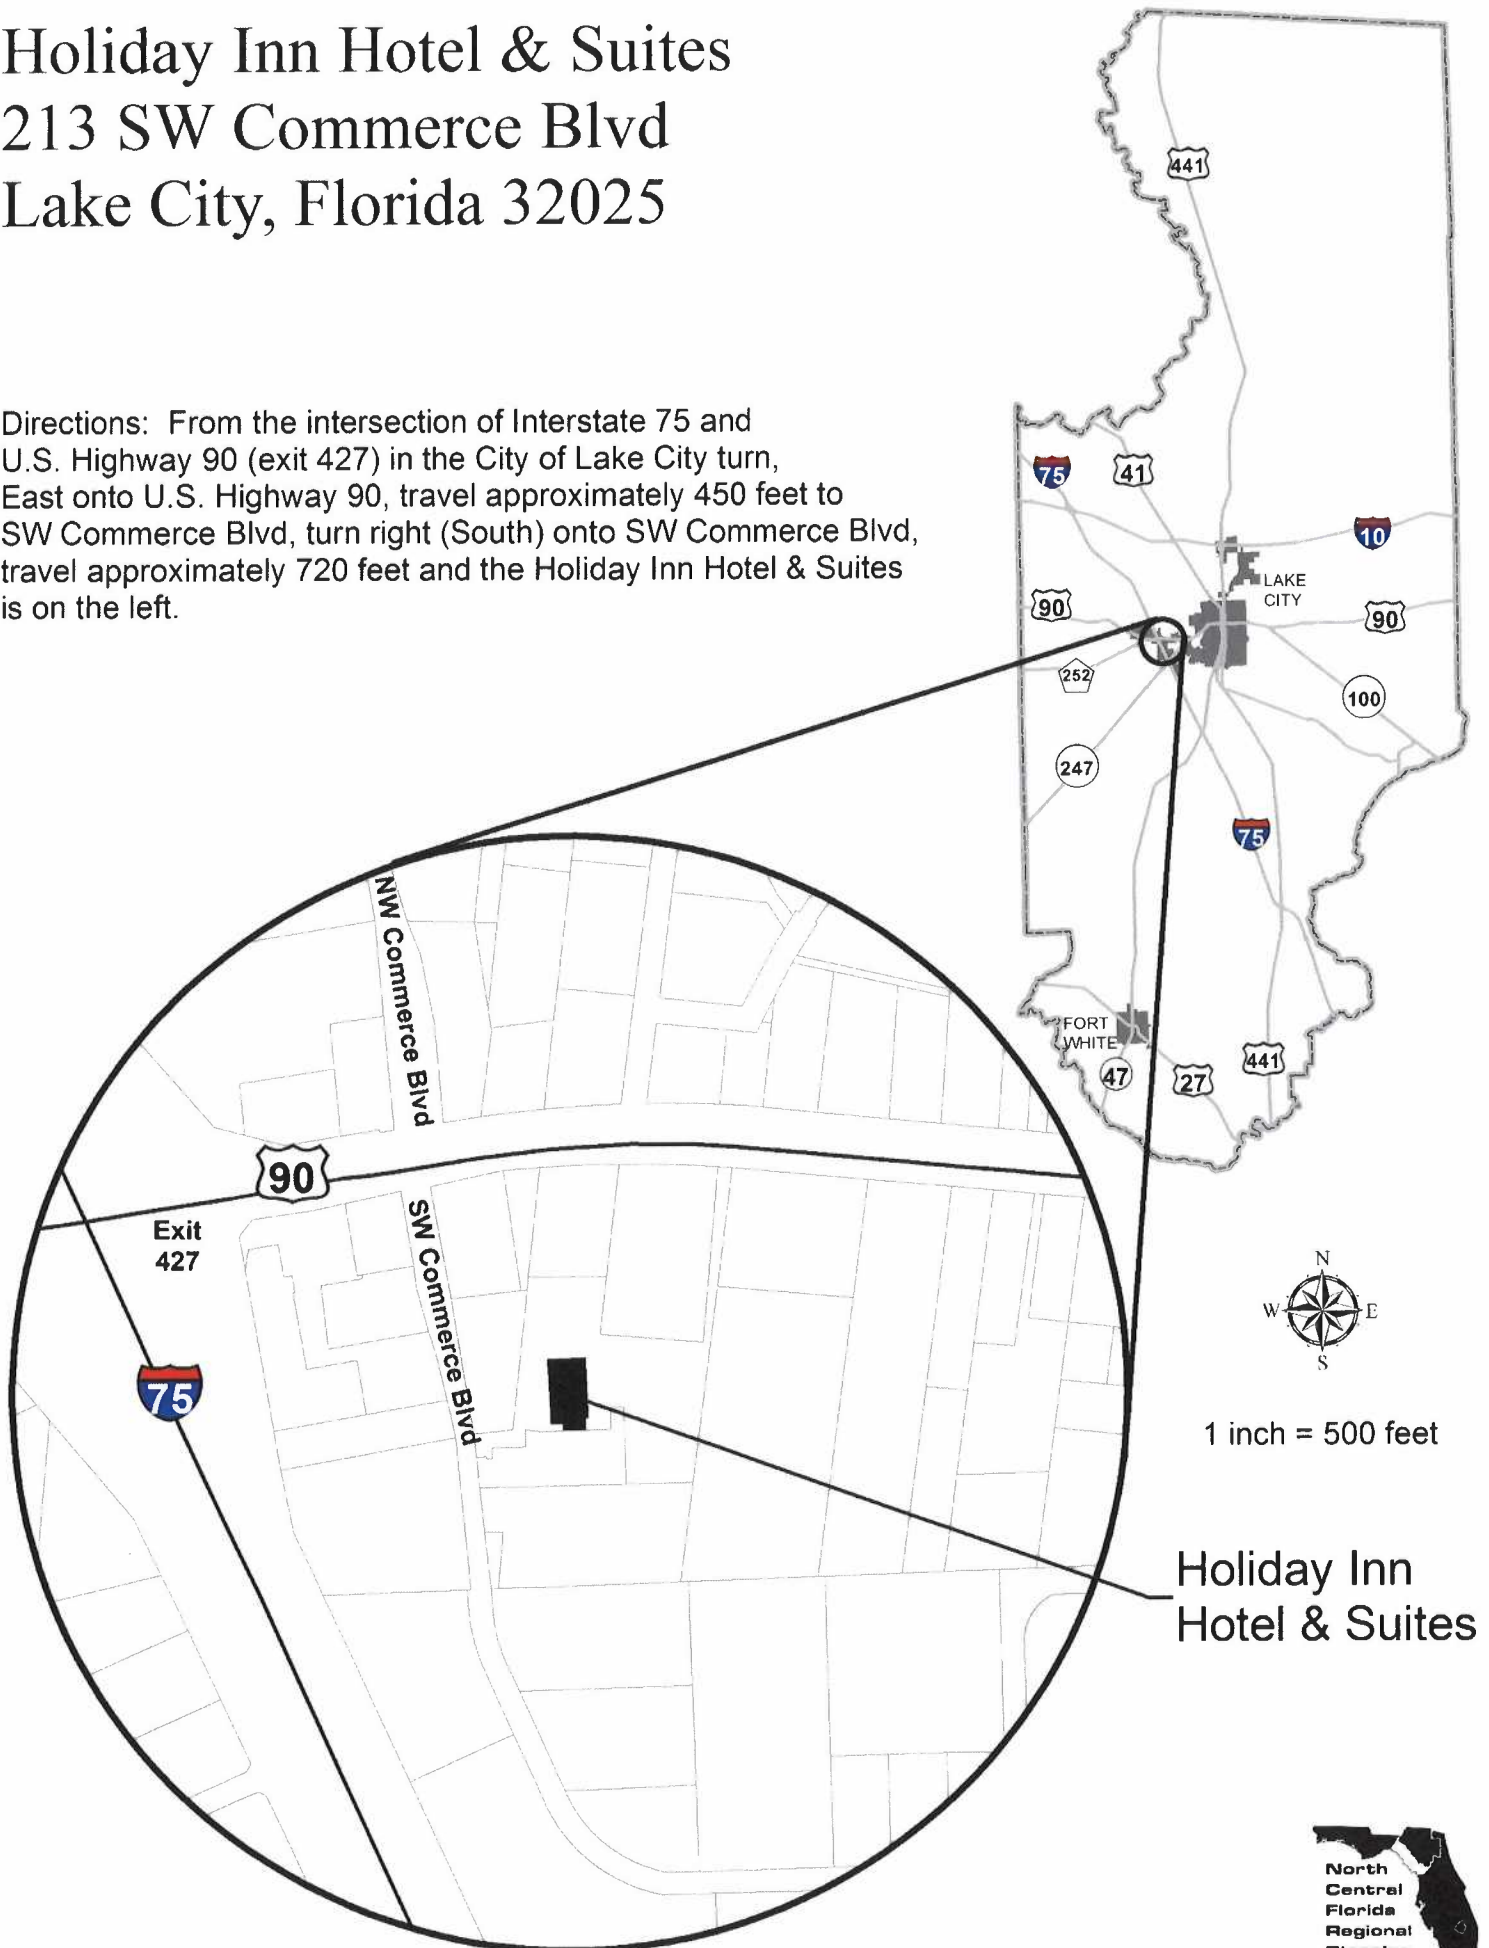 Holiday Inn Hotel & Suites
213 SW Commerce Blvd
Lake City, Florida 32025
Directions: From the intersection of Interstate 75 and
U.S. Highway 90 (exit 427) in the City of Lake City turn,
East onto U.S. Highway 90, travel approximately 450 feet to
SW Commerce Blvd, turn right (South) onto SW Commerce Blvd,
travel approximately 720 feet and the Holiday Inn Hotel & Suites
is on the left.
441
75
41
10
LAKE
CITY
90
90
252
100
247
75
FORT
WHITE
47
27
441
NW Commerce Blvd
90
Exit
427
SW Commerce Blvd
75
N
W
E
S
1 inch = 500 feet
Holiday Inn
Hotel & Suites
North
Central
Florida
Regional